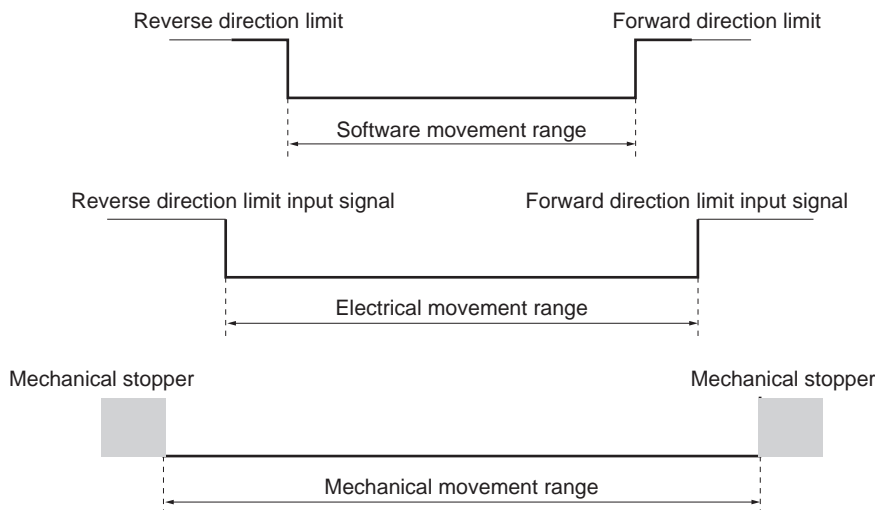 Reverse direction limit
Forward direction limit
Software movement range
Reverse direction limit input signal
Forward direction limit input signal
Electrical movement range
Mechanical stopper
Mechanical stopper
Mechanical movement range